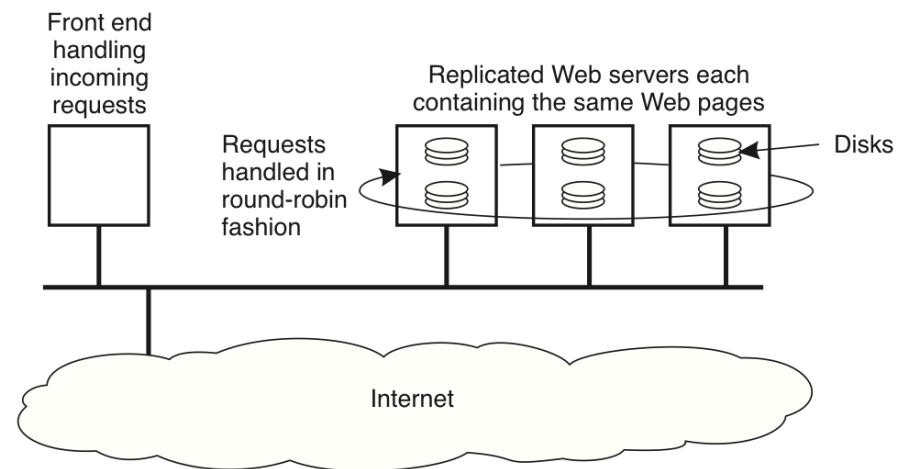 Front end
handling
incoming
requests
Replicated Web servers each
containing the same Web pages
Requests
handled in
round-robin
fashion
Disks
Internet